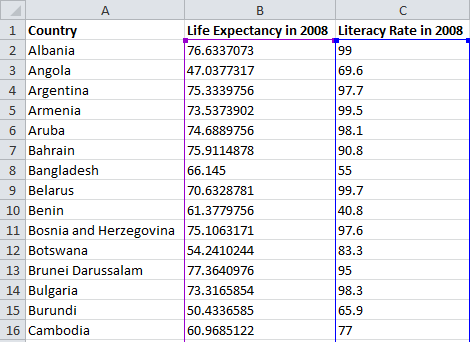 A B C
1 Country Life Expectancy in 2008 Literacy Rate in 2008
2 Albania 76.6337073 99
3 Angola 47.0377317 69.6
4 Argentina 75.3339756 97.7
5 Armenia 73.5373902 99.5
6 Aruba 74.6889756 98.1
7 Bahrain 75.9114878 90.8
8 Bangladesh 66.145 55
9 Belarus 70.6328781 99.7
10 Benin 61.3779756 40.8
11 Bosnia and Herzegovina 75.1063171 97.6
12 Botswana 54.2410244 83.3
13 Brunei Darussalam 77.3640976 95
14 Bulgaria 73.3165854 98.3
15 Burundi 50.4336585 65.9
16 Cambodia 60.9685122 77